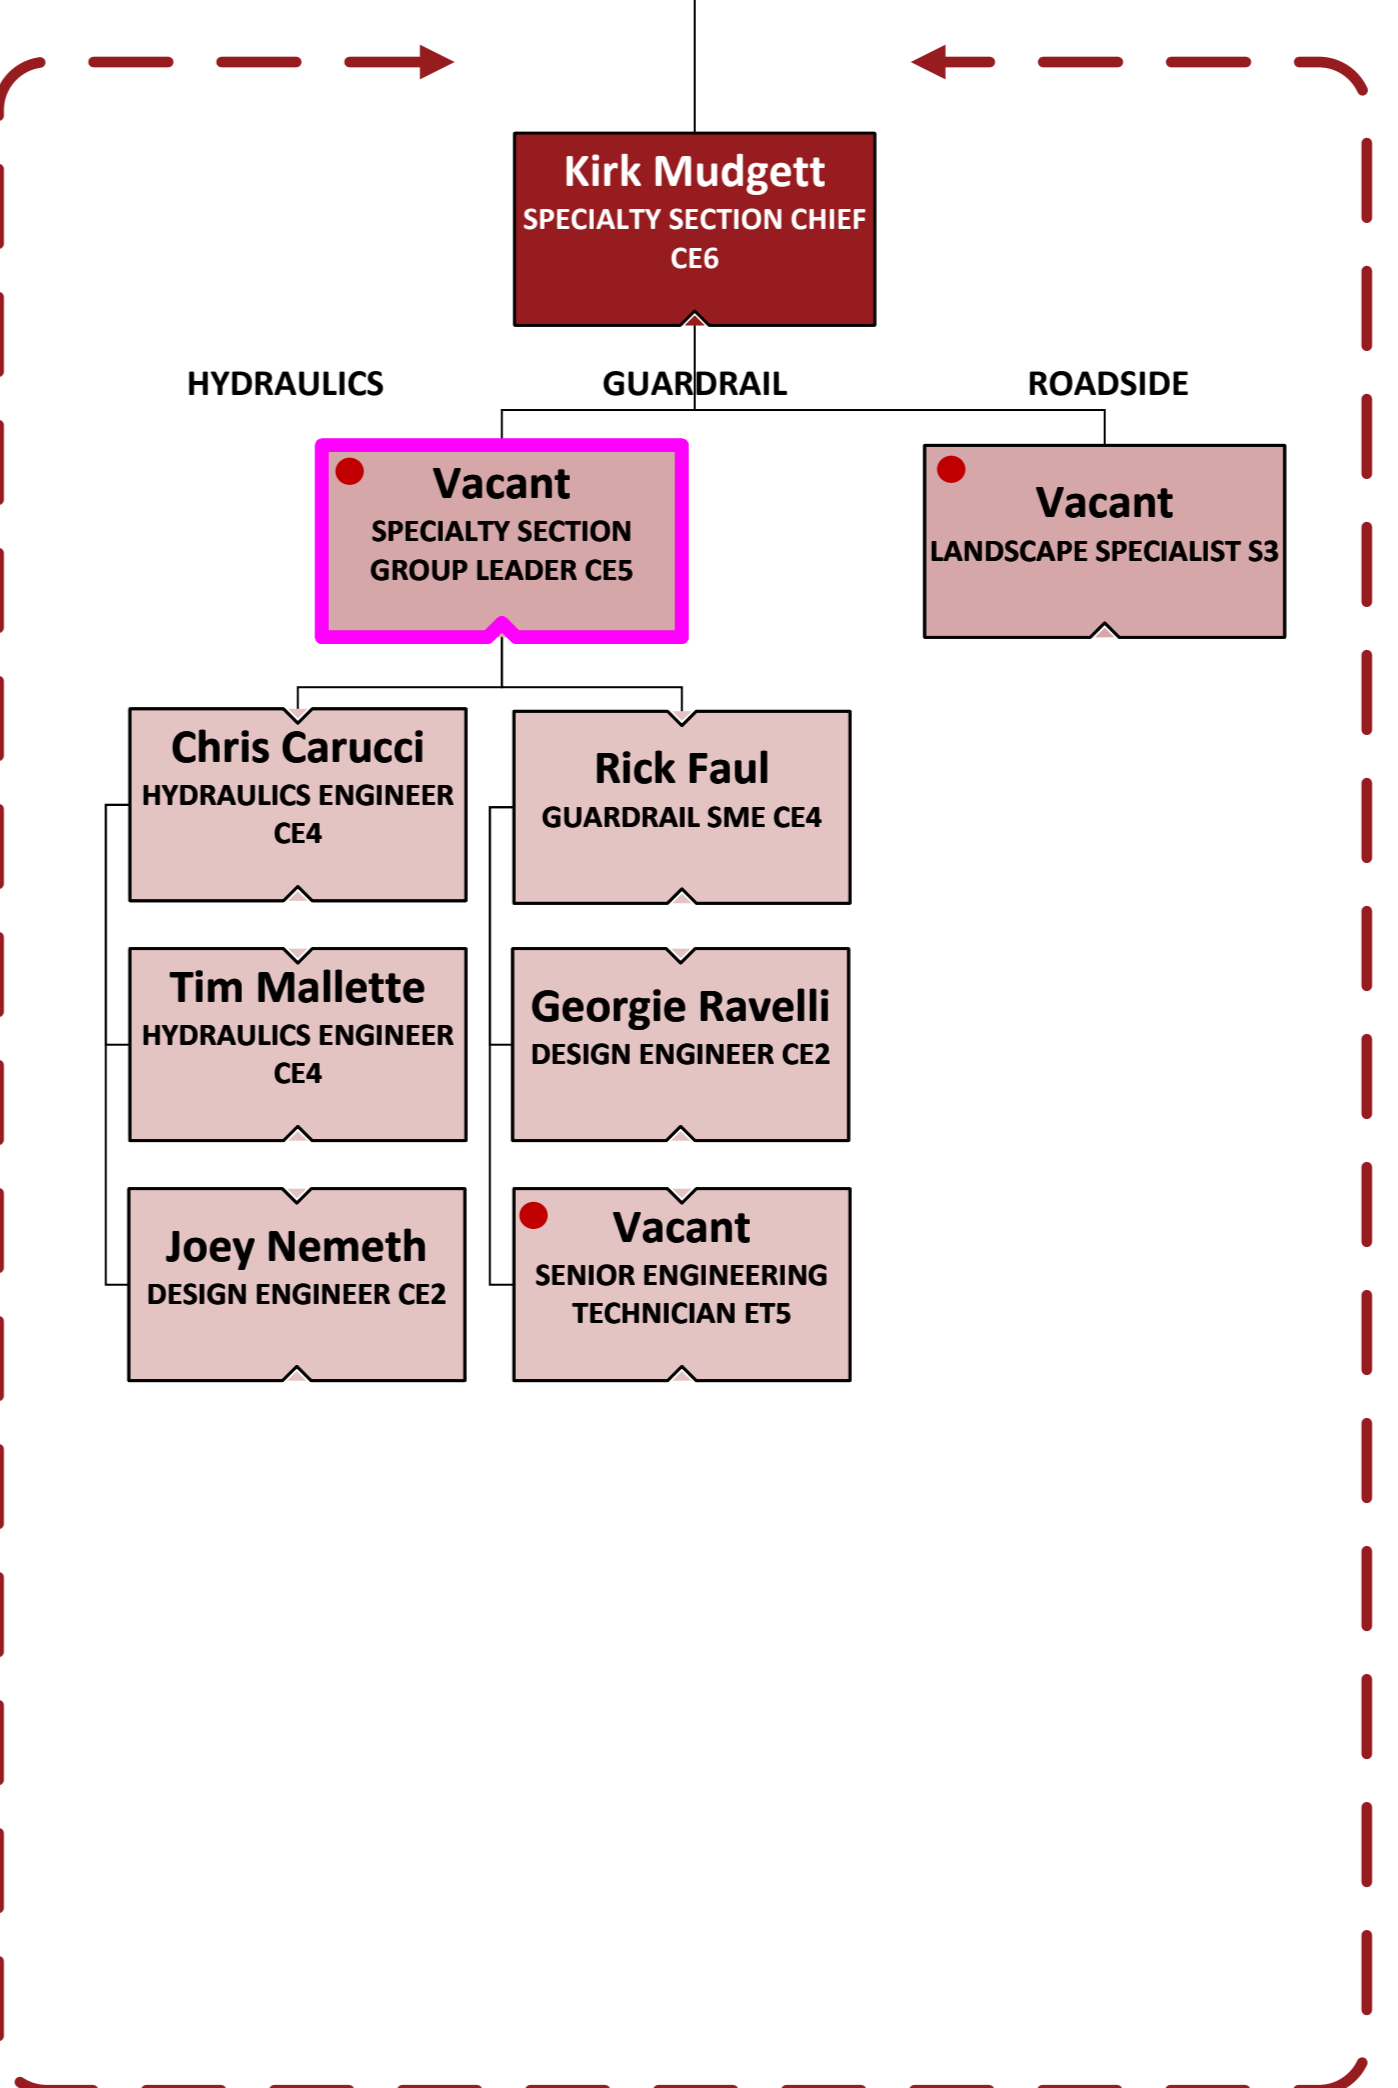 Kirk Mudgett
SPECIALTY SECTION CHIEF
CE6
HYDRAULICS
GUARDRAIL
ROADSIDE
Vacant
SPECIALTY SECTION
GROUP LEADER CE5
Vacant
LANDSCAPE SPECIALIST S3
Chris Carucci
HYDRAULICS ENGINEER
CE4
Rick Faul
GUARDRAIL SME CE4
Tim Mallette
HYDRAULICS ENGINEER
CE4
Georgie Ravelli
DESIGN ENGINEER CE2
Joey Nemeth
DESIGN ENGINEER CE2
Vacant
SENIOR ENGINEERING
TECHNICIAN ET5